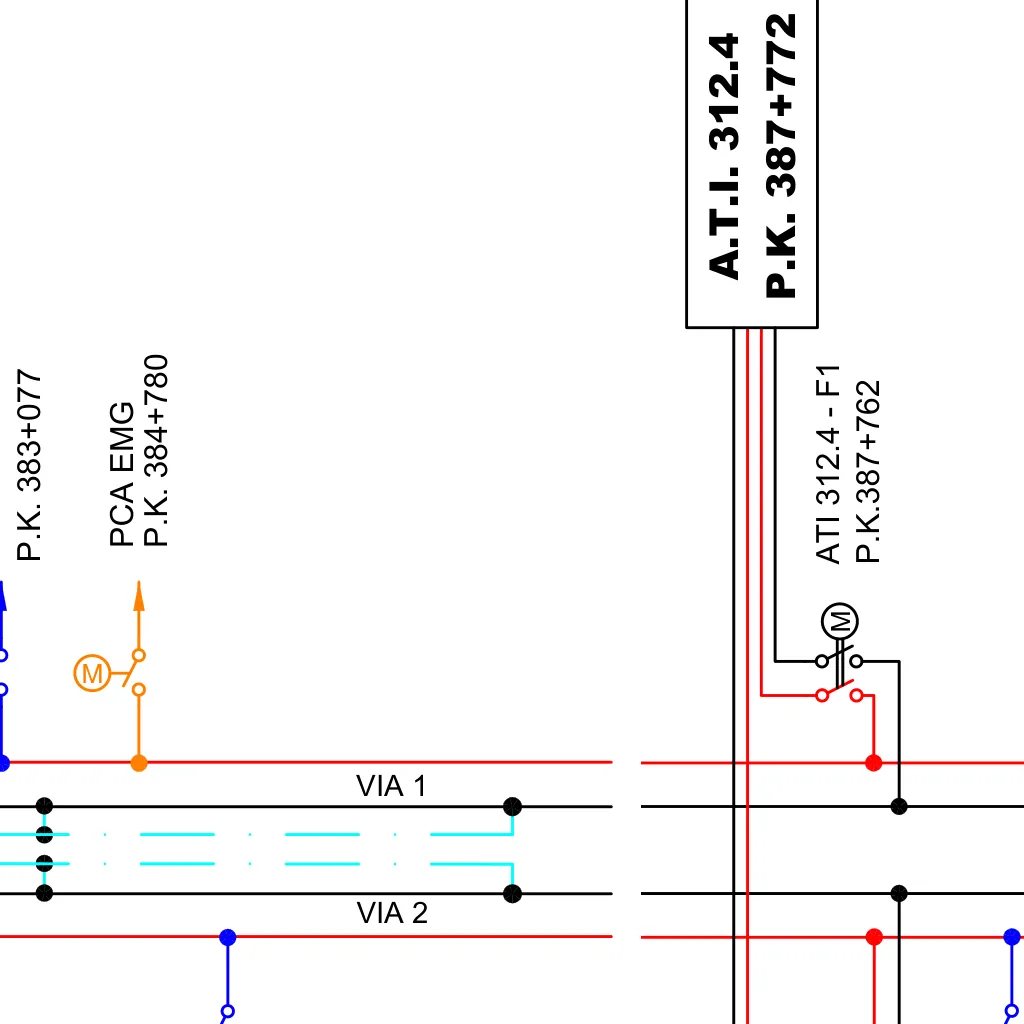 A.T.I. 312.4
P.K. 387+772
P.K. 383+077
PCA EMG
P.K. 384+780
ATI 312.4 - F1
P.K.387+762
M
M
VIA 1
VIA 2